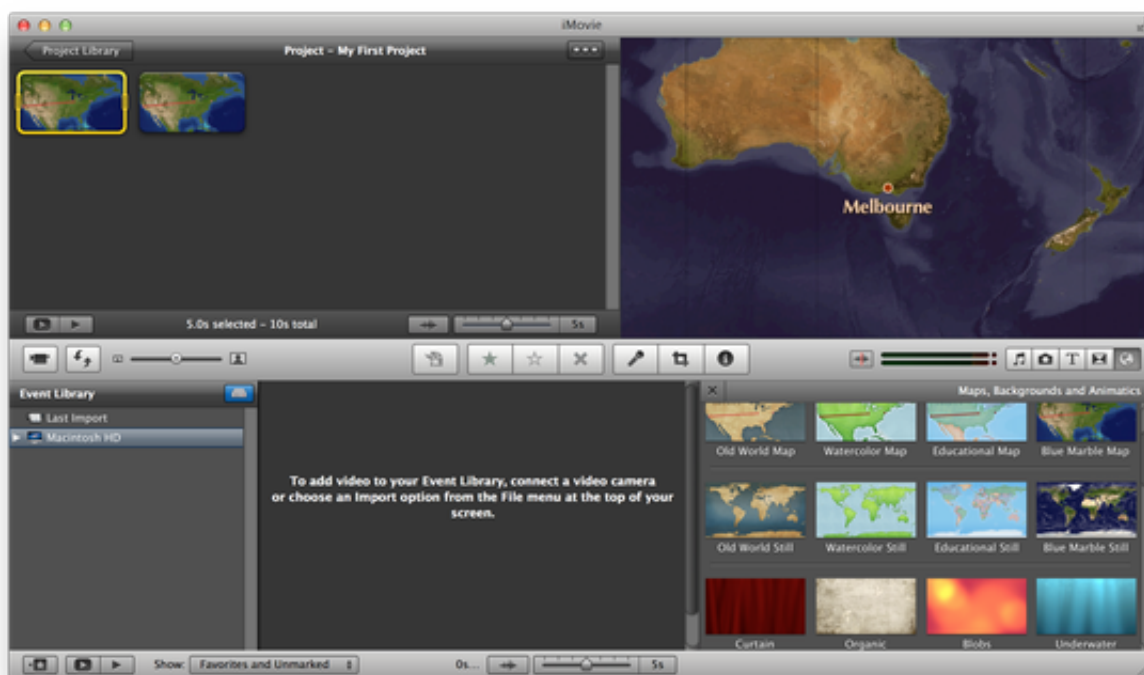 iMovie
Project Library
Project – My First Project
Melbourne
5.0s selected – 10s total
5s
Event Library
Last Import
Macintosh HD
To add video to your Event Library, connect a video camera
or choose an Import option from the File menu at the top of your
screen.
Maps, Backgrounds and Animatics
Old World Map
Watercolor Map
Educational Map
Blue Marble Map
Old World Still
Watercolor Still
Educational Still
Blue Marble Still
Curtain
Organic
Blobs
Underwater
Show:
Favorites and Unmarked
0s...
5s